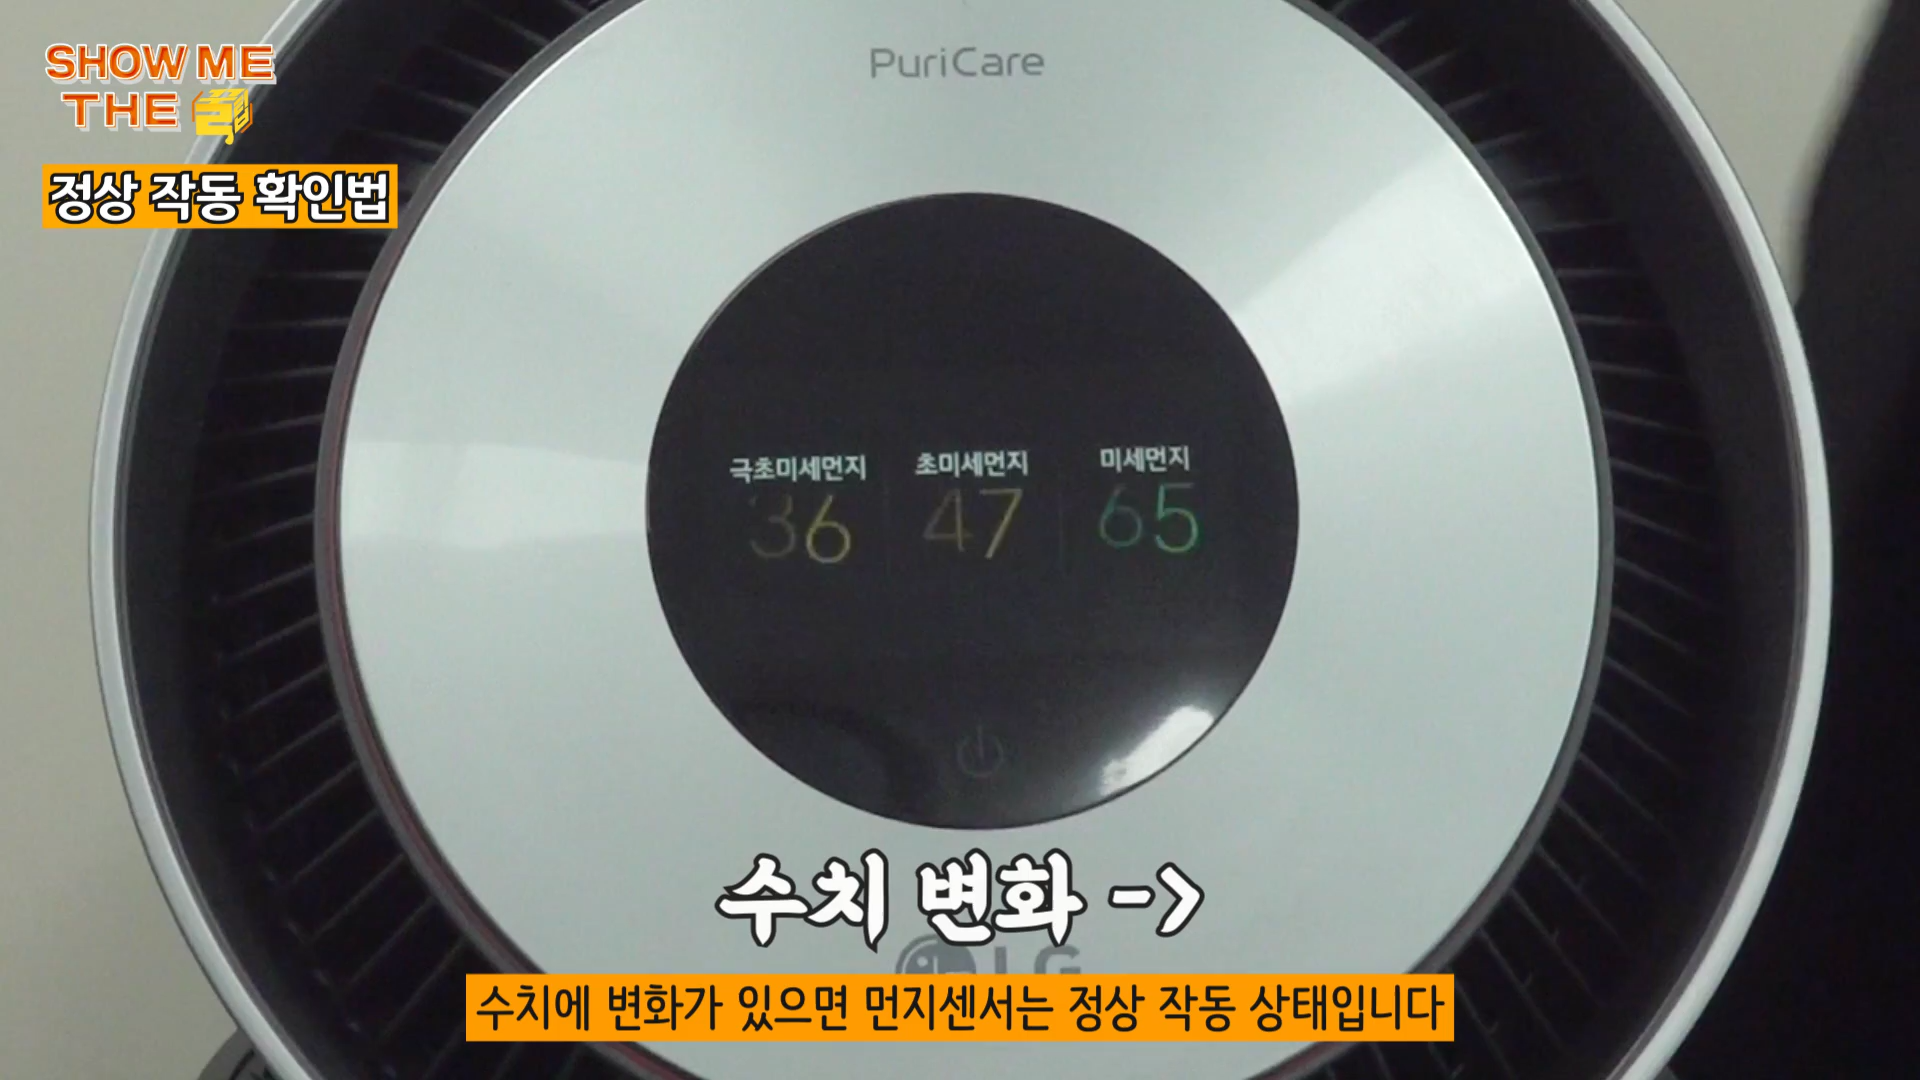 SHOW ME
THE 꿀팁
정상 작동 확인법
PuriCare
극초미세먼지 초미세먼지 미세먼지
36 47 65
수치 변화 ->
LG
수치에 변화가 있으면 먼지센서는 정상 작동 상태입니다